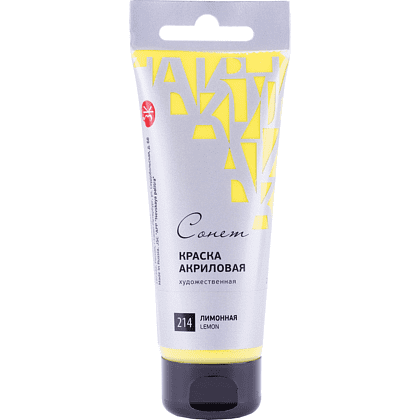 Сонет
КРАСКА
АКРИЛОВАЯ
художественная
214
ЛИМОННАЯ
LEMON